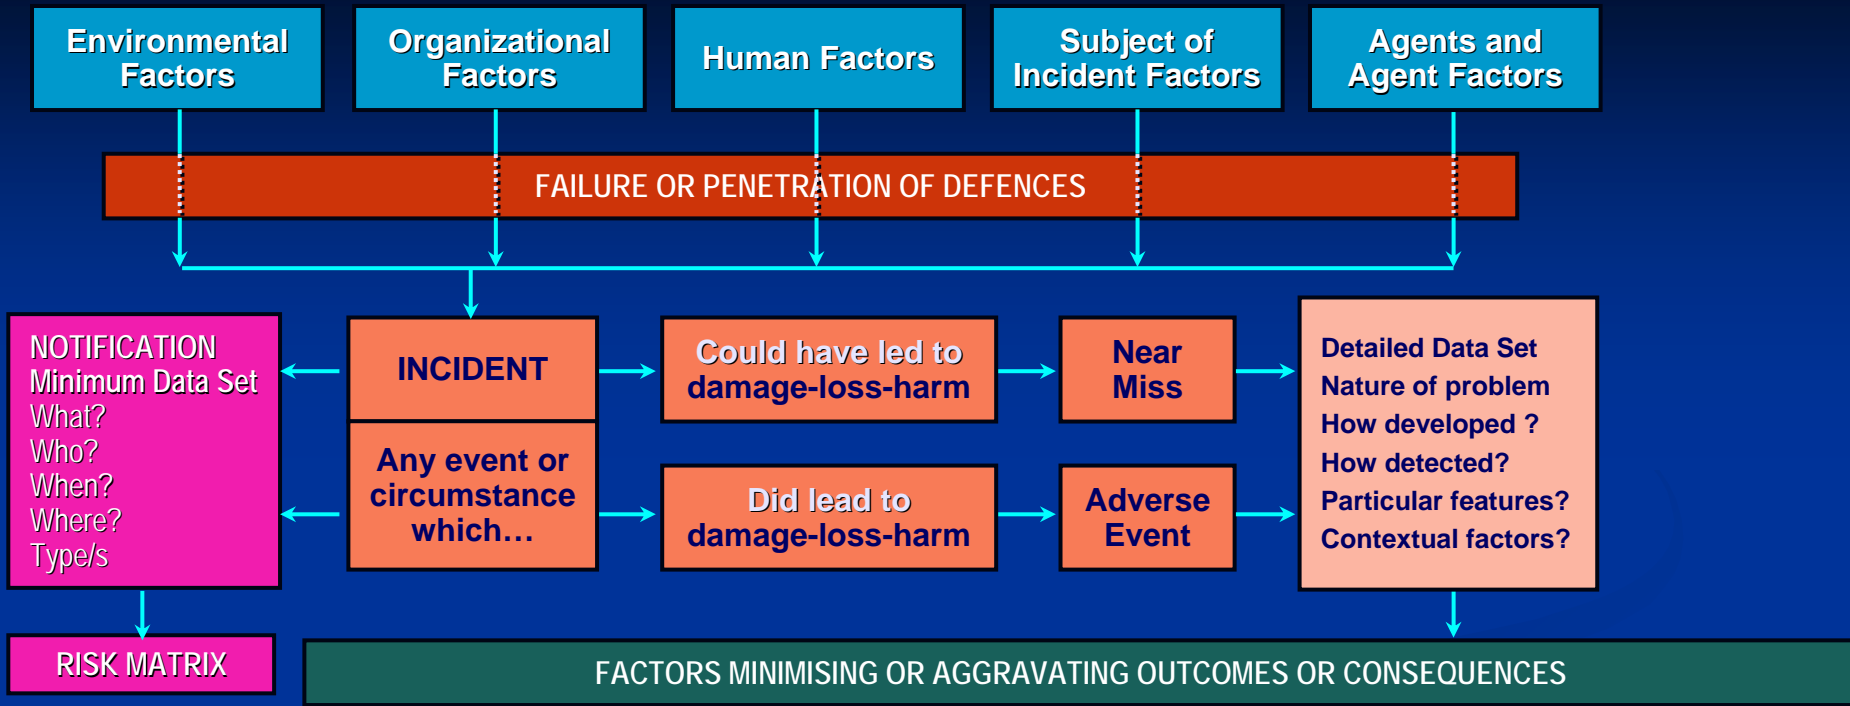 Environmental
Factors
Organizational
Factors
Human Factors
Subject of
Incident Factors
Agents and
Agent Factors
FAILURE OR PENETRATION OF DEFENCES
NOTIFICATION
Minimum Data Set
What?
Who?
When?
Where?
Type/s
RISK MATRIX
INCIDENT
Any event or
circumstance
which…
Could have led to
damage-loss-harm
Near
Miss
Did lead to
damage-loss-harm
Adverse
Event
Detailed Data Set
Nature of problem
How developed ?
How detected?
Particular features?
Contextual factors?
FACTORS MINIMISING OR AGGRAVATING OUTCOMES OR CONSEQUENCES